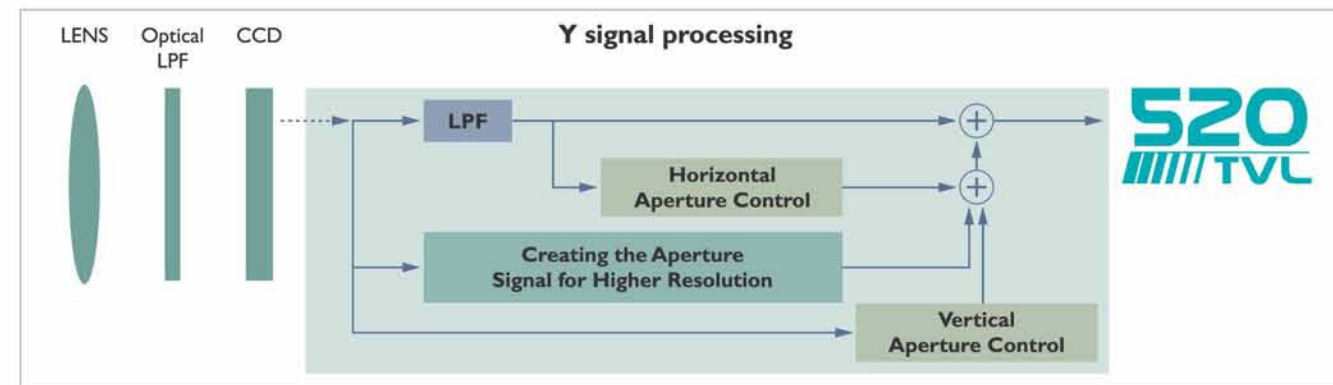 LENS
Optical
LPF
CCD
Y signal processing
LPF
Horizontal
Aperture Control
Creating the Aperture
Signal for Higher Resolution
Vertical
Aperture Control
520
TVL